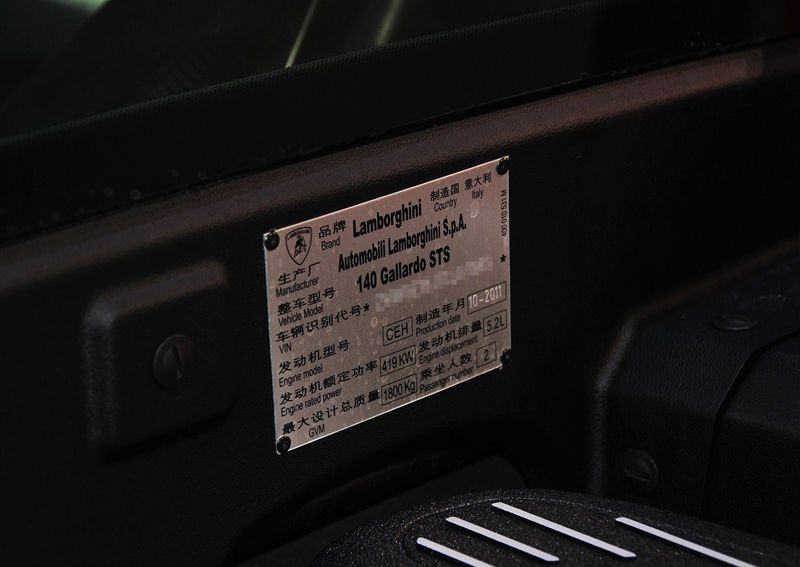 品牌 Lamborghini 制造国 意大利
Brand Country Italy
生产厂 Automobili Lamborghini S.p.A.
Manufacturer
整车型号 140 Gallardo STS
Vehicle Model
车辆识别代号* *
VIN
发动机型号 CEH 制造年月 10-2011
Engine model Production date
发动机额定功率 419 KW 发动机排量 5.2L
Engine rated power Engine displacement
最大设计总质量 1800 Kg 乘坐人数 2
GVM Passenger number
400 010 531 M